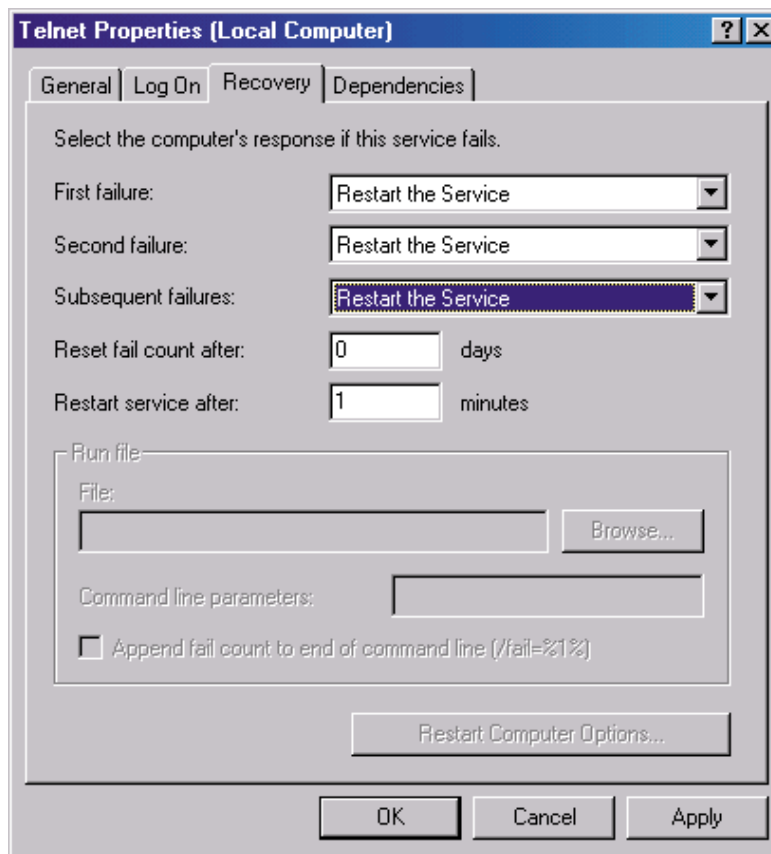 Telnet Properties (Local Computer)
General Log On Recovery Dependencies
Select the computer's response if this service fails.
First failure: Restart the Service
Second failure: Restart the Service
Subsequent failures: Restart the Service
Reset fail count after: 0 days
Restart service after: 1 minutes
Run file
File:
Browse...
Command line parameters:
Append fail count to end of command line (/fail=%1%)
Restart Computer Options...
OK Cancel Apply